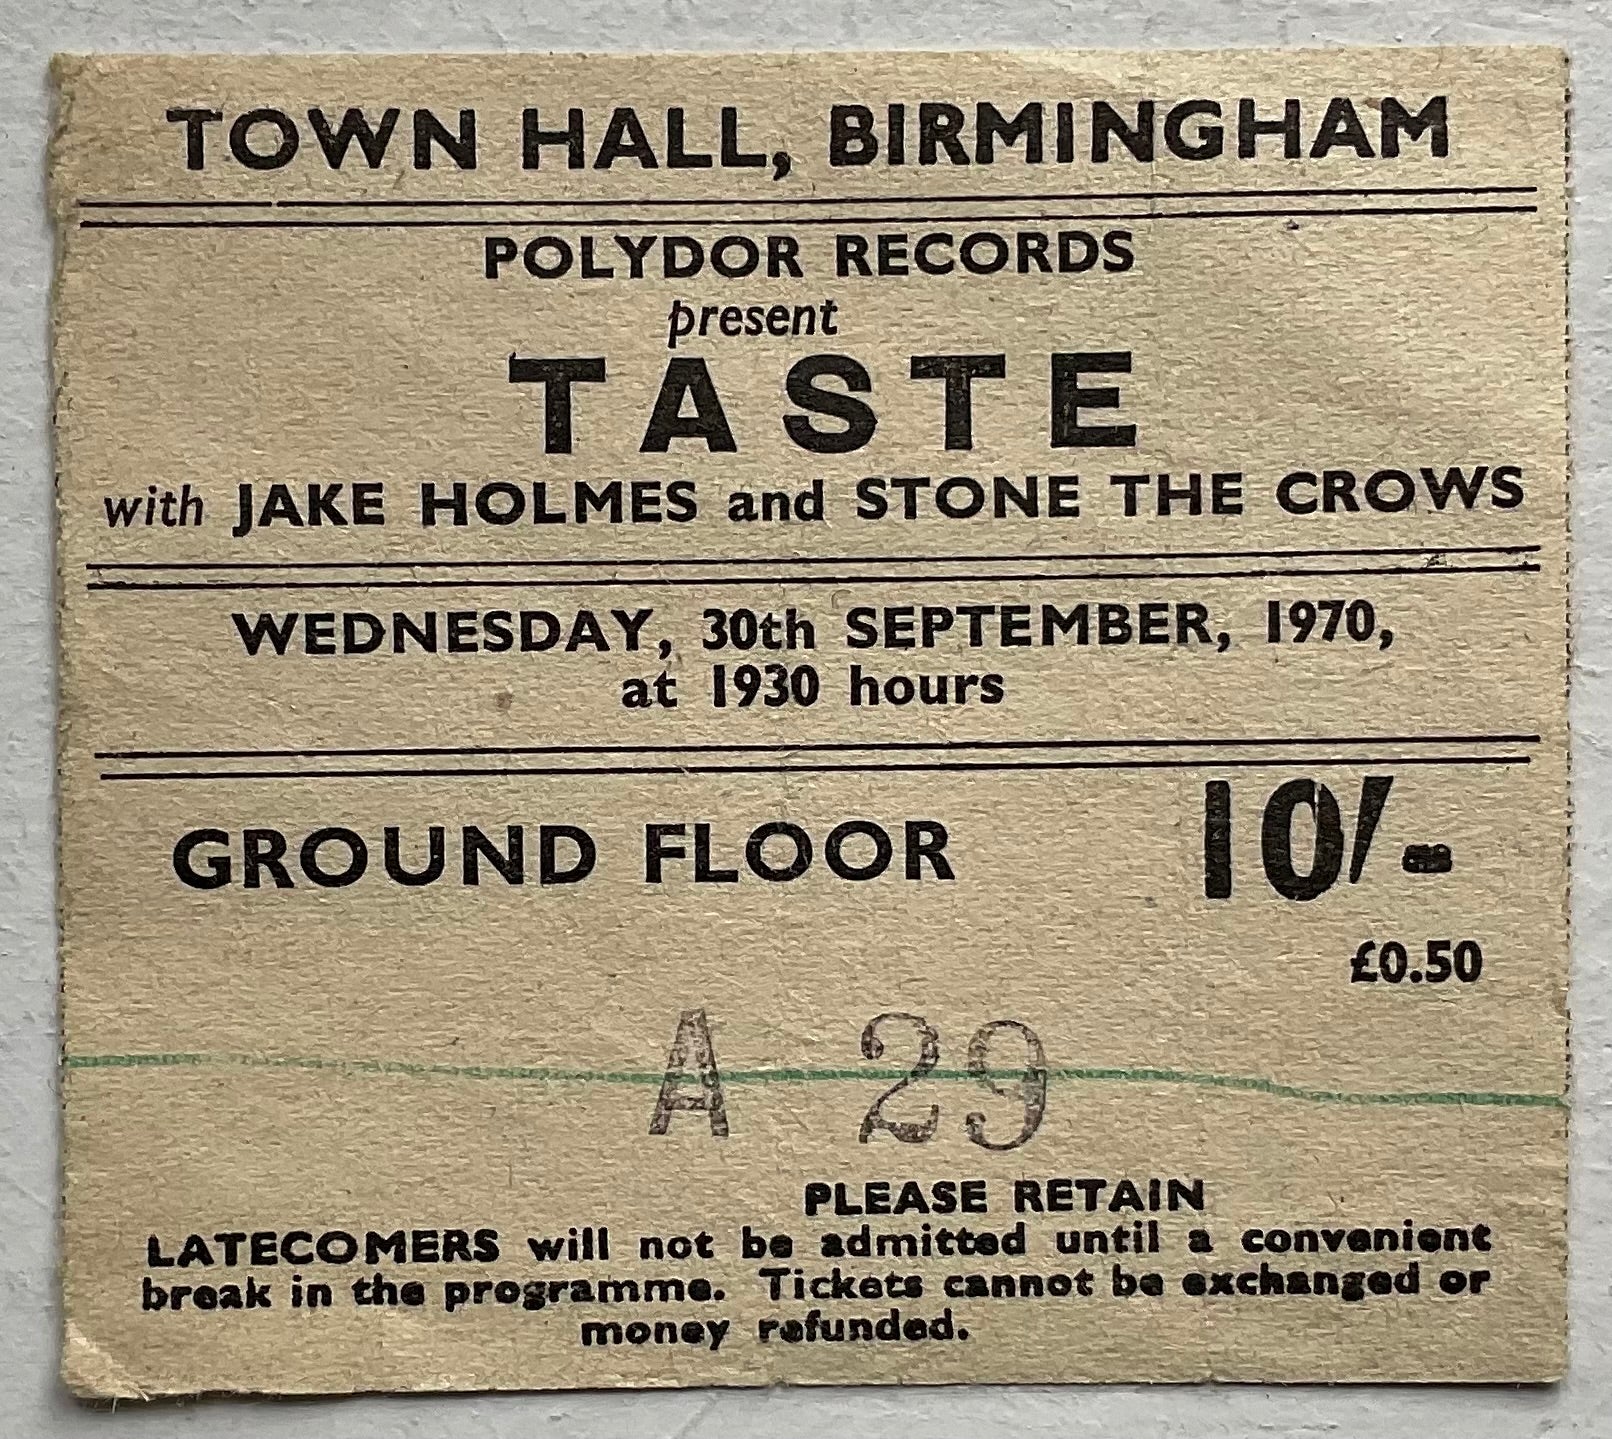 TOWN HALL, BIRMINGHAM
POLYDOR RECORDS
present
TASTE
with JAKE HOLMES and STONE THE CROWS
WEDNESDAY, 30th SEPTEMBER, 1970,
at 1930 hours
GROUND FLOOR 10/-
£0.50
A 29
PLEASE RETAIN
LATECOMERS will not be admitted until a convenient
break in the programme. Tickets cannot be exchanged or
money refunded.